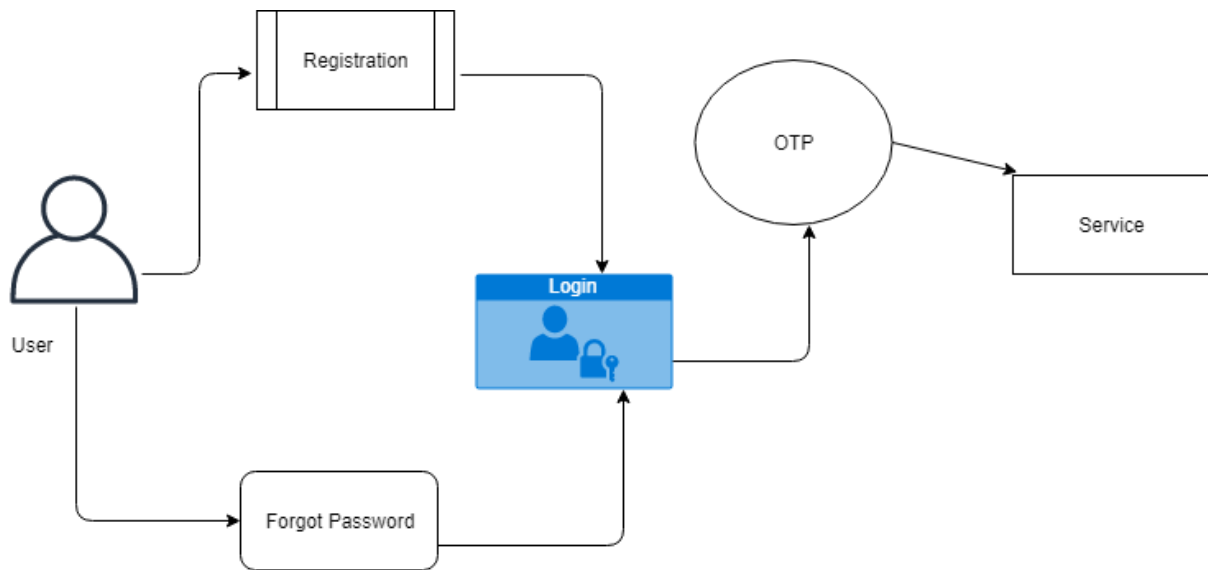 Registration
OTP
Service
Login
User
Forgot Password